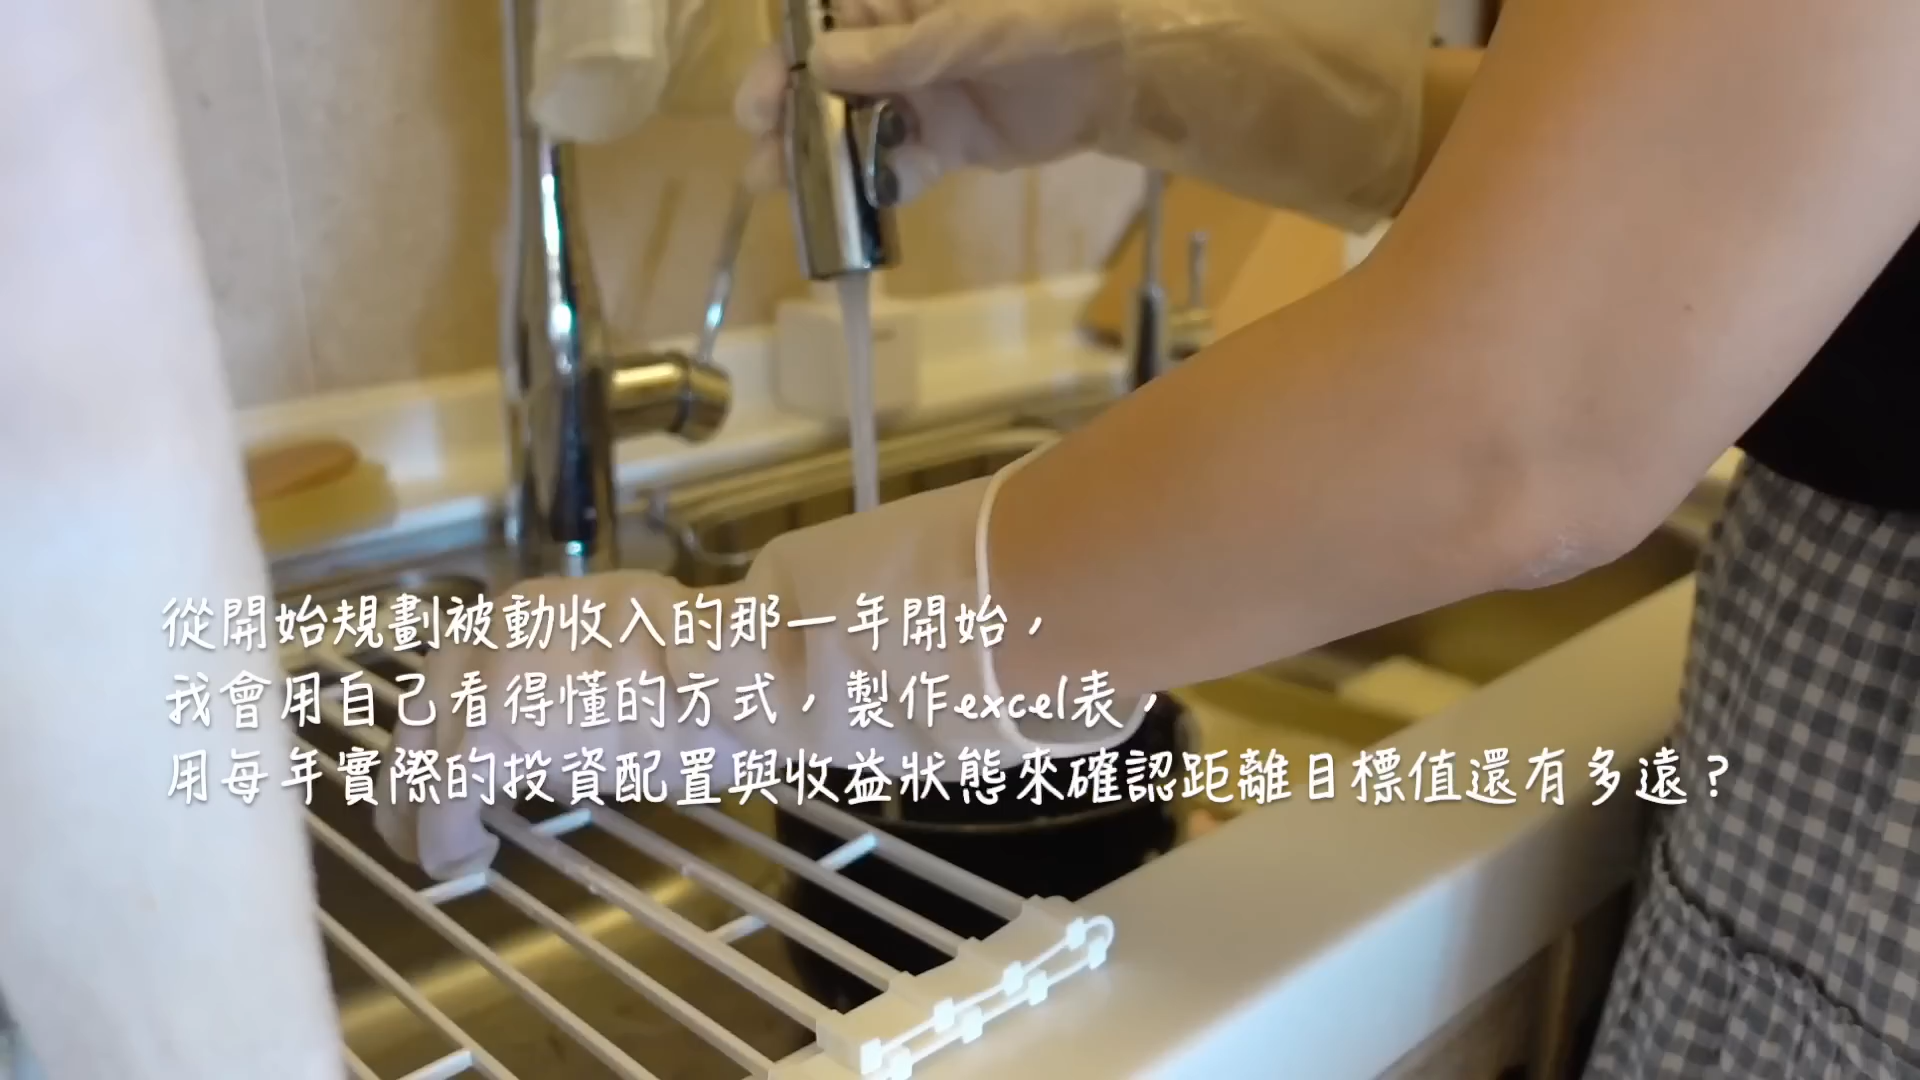 從開始規劃被動收入的那一年開始，
我會用自己看得懂的方式，製作excel表，
用每年實際的投資配置與收益狀態來確認距離目標值還有多遠？